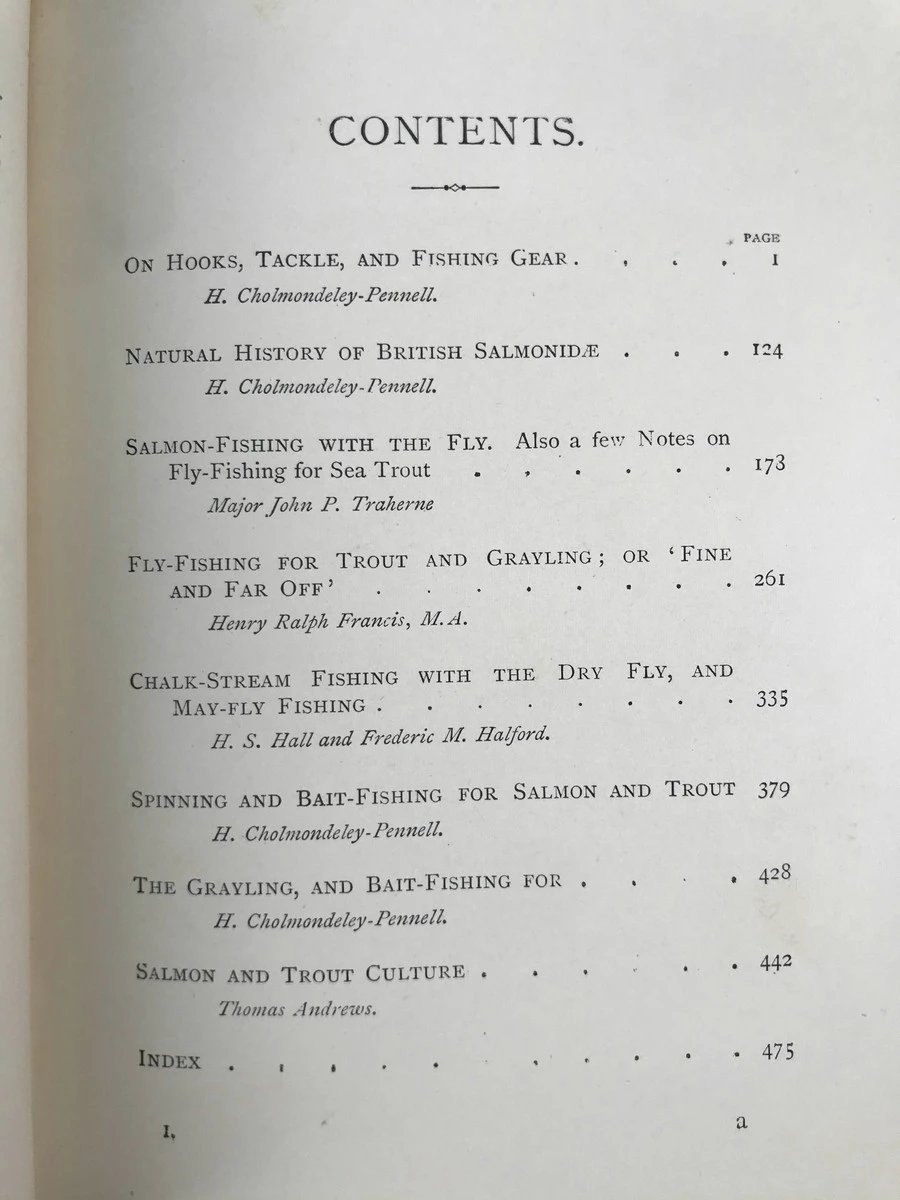 CONTENTS.
PAGE
ON HOOKS, TACKLE, AND FISHING GEAR . . . . 1
H. Cholmondeley-Pennell.
NATURAL HISTORY OF BRITISH SALMONIDÆ . . . 124
H. Cholmondeley-Pennell.
SALMON-FISHING WITH THE FLY. Also a few Notes on
Fly-Fishing for Sea Trout . . . . . . 173
Major John P. Traherne
FLY-FISHING FOR TROUT AND GRAYLING; OR 'FINE
AND FAR OFF' . . . . . . . . 261
Henry Ralph Francis, M.A.
CHALK-STREAM FISHING WITH THE DRY FLY, AND
MAY-FLY FISHING . . . . . . . . 335
H. S. Hall and Frederic M. Halford.
SPINNING AND BAIT-FISHING FOR SALMON AND TROUT 379
H. Cholmondeley-Pennell.
THE GRAYLING, AND BAIT-FISHING FOR . . . . 428
H. Cholmondeley-Pennell.
SALMON AND TROUT CULTURE . . . . . . 442
Thomas Andrews.
INDEX . . . . . . . . . . 475
I. a